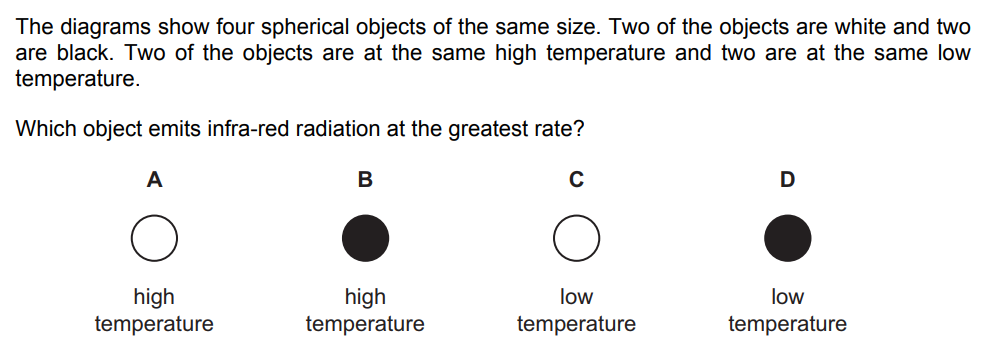 The diagrams show four spherical objects of the same size. Two of the objects are white and two
are black. Two of the objects are at the same high temperature and two are at the same low
temperature.
Which object emits infra-red radiation at the greatest rate?
A B C D
high high low low
temperature temperature temperature temperature